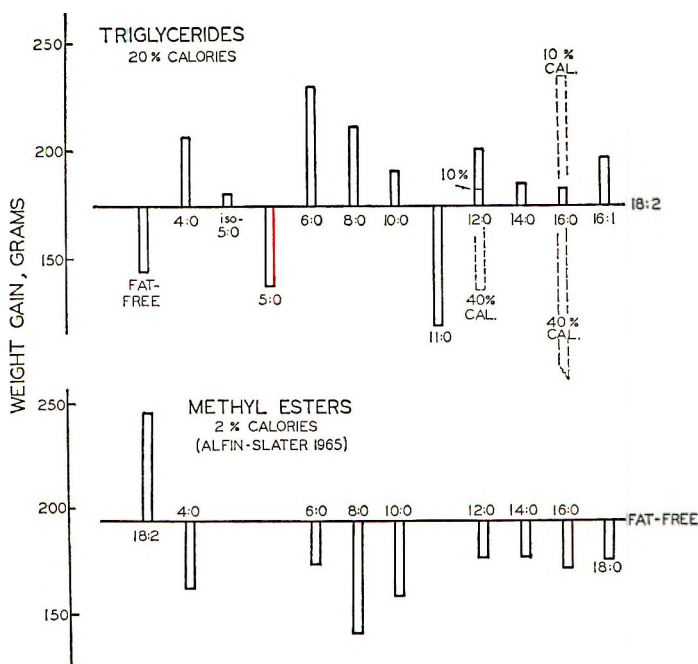 TRIGLYCERIDES
20 % CALORIES
250
200
150
10 %
CAL.
10%
18:2
4:0
iso-
5:0
6:0
8:0
10:0
12:0
14:0
16:0
16:1
FAT-
FREE
5:0
11:0
40%
CAL.
40%
CAL.
WEIGHT GAIN, GRAMS
METHYL ESTERS
2 % CALORIES
(ALFIN-SLATER 1965)
250
200
150
4:0
6:0
8:0
10:0
12:0
14:0
16:0
FAT-FREE
18:2
18:0